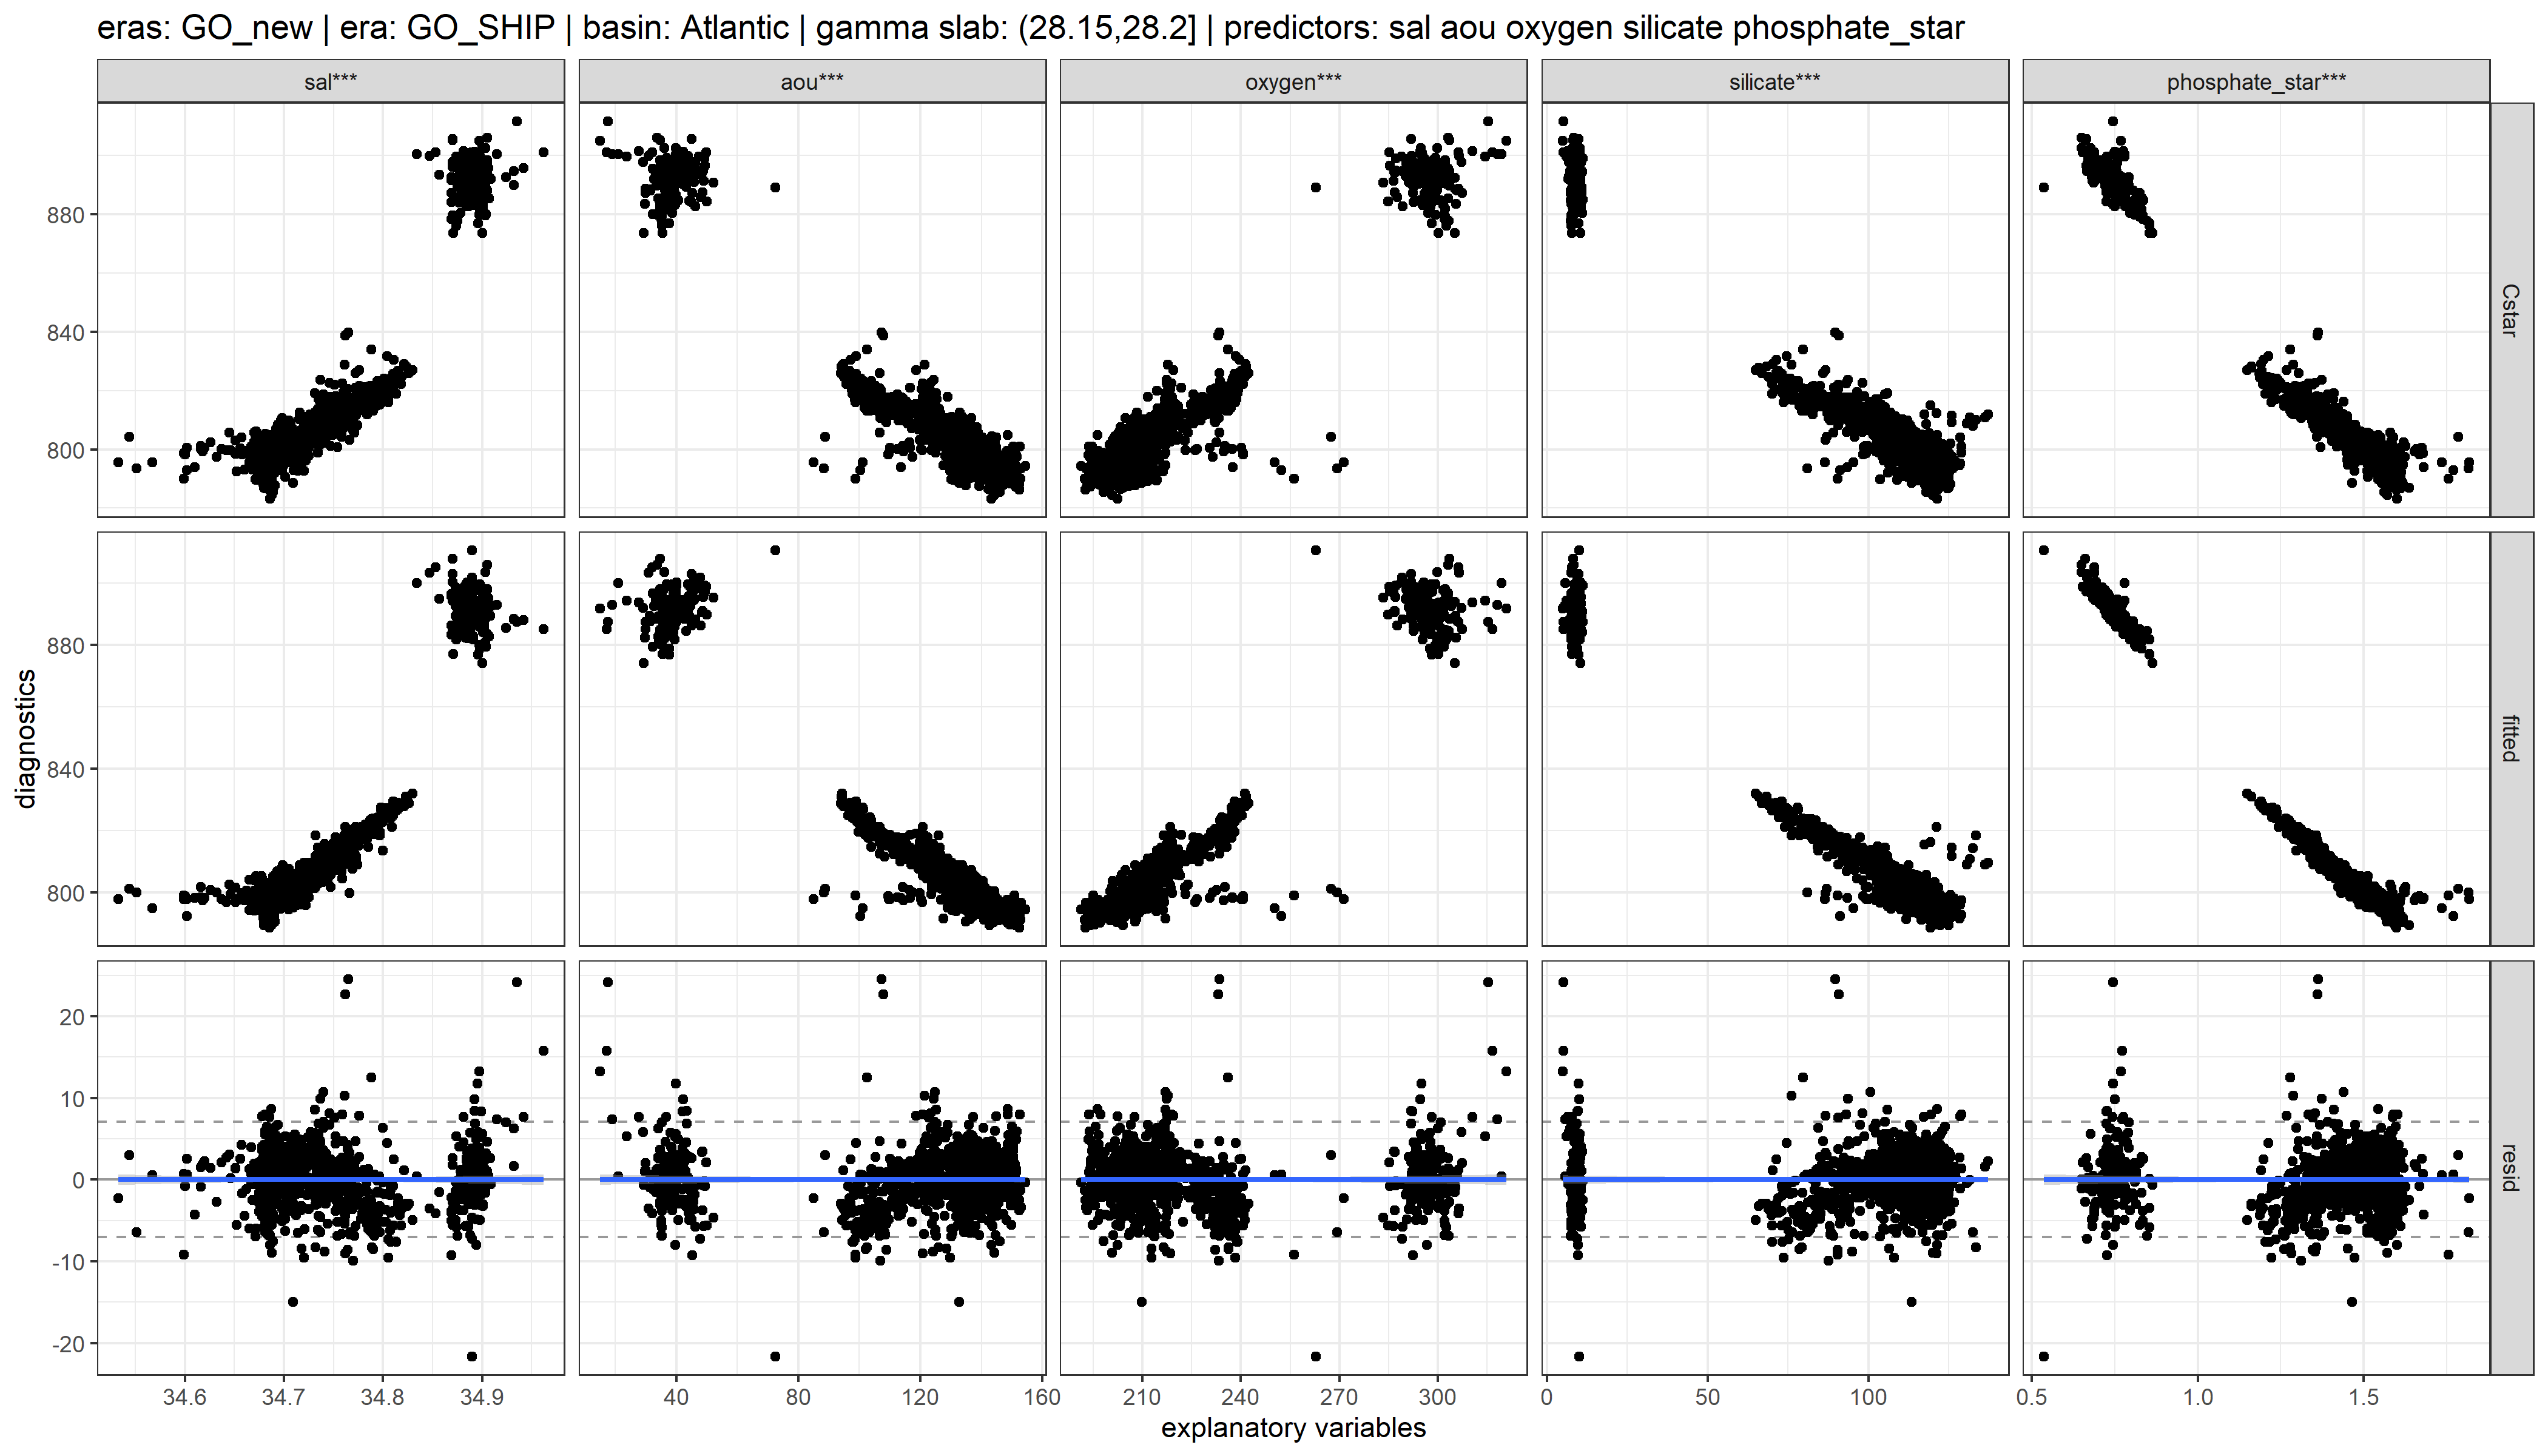 eras: GO_new | era: GO_SHIP | basin: Atlantic | gamma slab: (28.15,28.2] | predictors: sal aou oxygen silicate phosphate_star
sal*** aou*** oxygen*** silicate*** phosphate_star***
880
840
800
Cstar
880
840
800
fitted
20
10
0
-10
-20
resid
diagnostics
34.6 34.7 34.8 34.9 40 80 120 160 210 240 270 300 0 50 100 0.5 1.0 1.5
explanatory variables